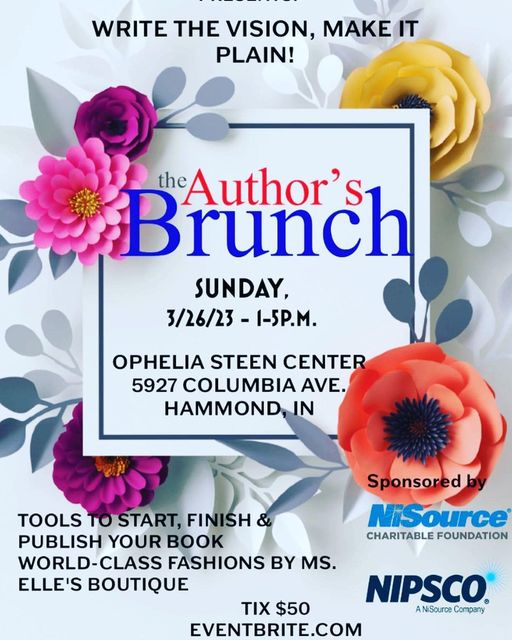 PRESENTS:
WRITE THE VISION, MAKE IT
PLAIN!
the Author's
Brunch
SUNDAY,
3/26/23 - 1-5P.M.
OPHELIA STEEN CENTER
5927 COLUMBIA AVE.
HAMMOND, IN
Sponsored by
NiSource
CHARITABLE FOUNDATION
TOOLS TO START, FINISH &
PUBLISH YOUR BOOK
WORLD-CLASS FASHIONS BY MS.
ELLE'S BOUTIQUE
NIPSCO®
A NiSource Company
TIX $50
EVENTBRITE.COM